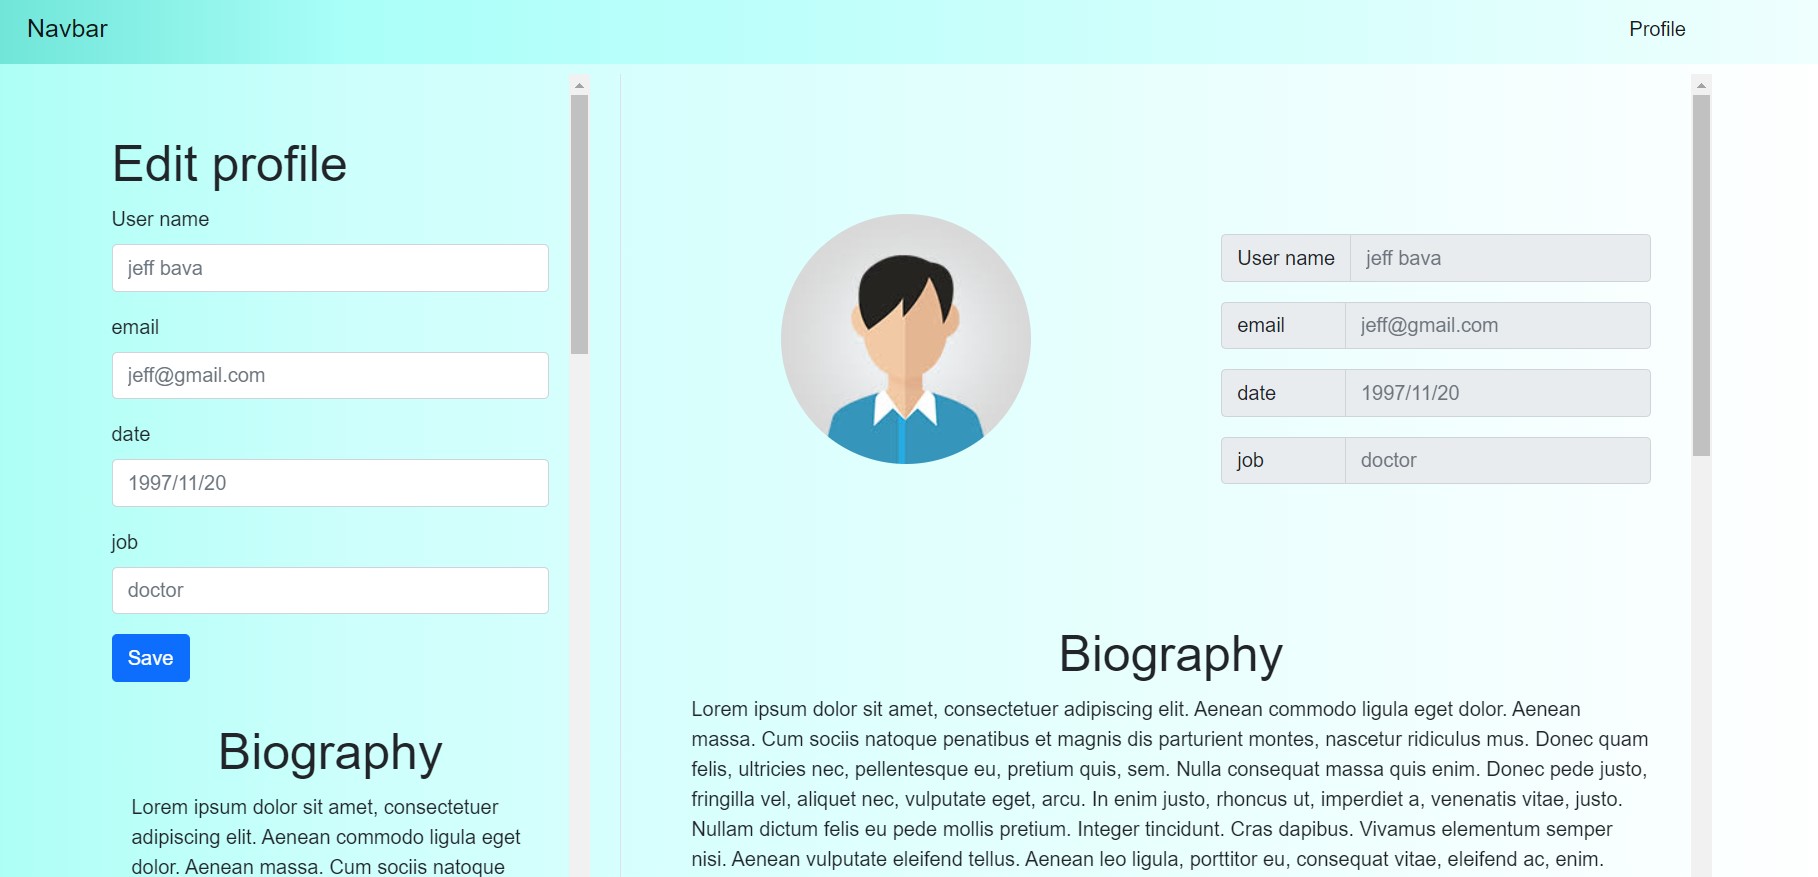 Navbar
Profile
Edit profile
User name
jeff bava
email
jeff@gmail.com
date
1997/11/20
job
doctor
Save
Biography
Lorem ipsum dolor sit amet, consectetuer
adipiscing elit. Aenean commodo ligula eget
dolor. Aenean massa. Cum sociis natoque
User name jeff bava
email jeff@gmail.com
date 1997/11/20
job doctor
Biography
Lorem ipsum dolor sit amet, consectetuer adipiscing elit. Aenean commodo ligula eget dolor. Aenean
massa. Cum sociis natoque penatibus et magnis dis parturient montes, nascetur ridiculus mus. Donec quam
felis, ultricies nec, pellentesque eu, pretium quis, sem. Nulla consequat massa quis enim. Donec pede justo,
fringilla vel, aliquet nec, vulputate eget, arcu. In enim justo, rhoncus ut, imperdiet a, venenatis vitae, justo.
Nullam dictum felis eu pede mollis pretium. Integer tincidunt. Cras dapibus. Vivamus elementum semper
nisi. Aenean vulputate eleifend tellus. Aenean leo ligula, porttitor eu, consequat vitae, eleifend ac, enim.